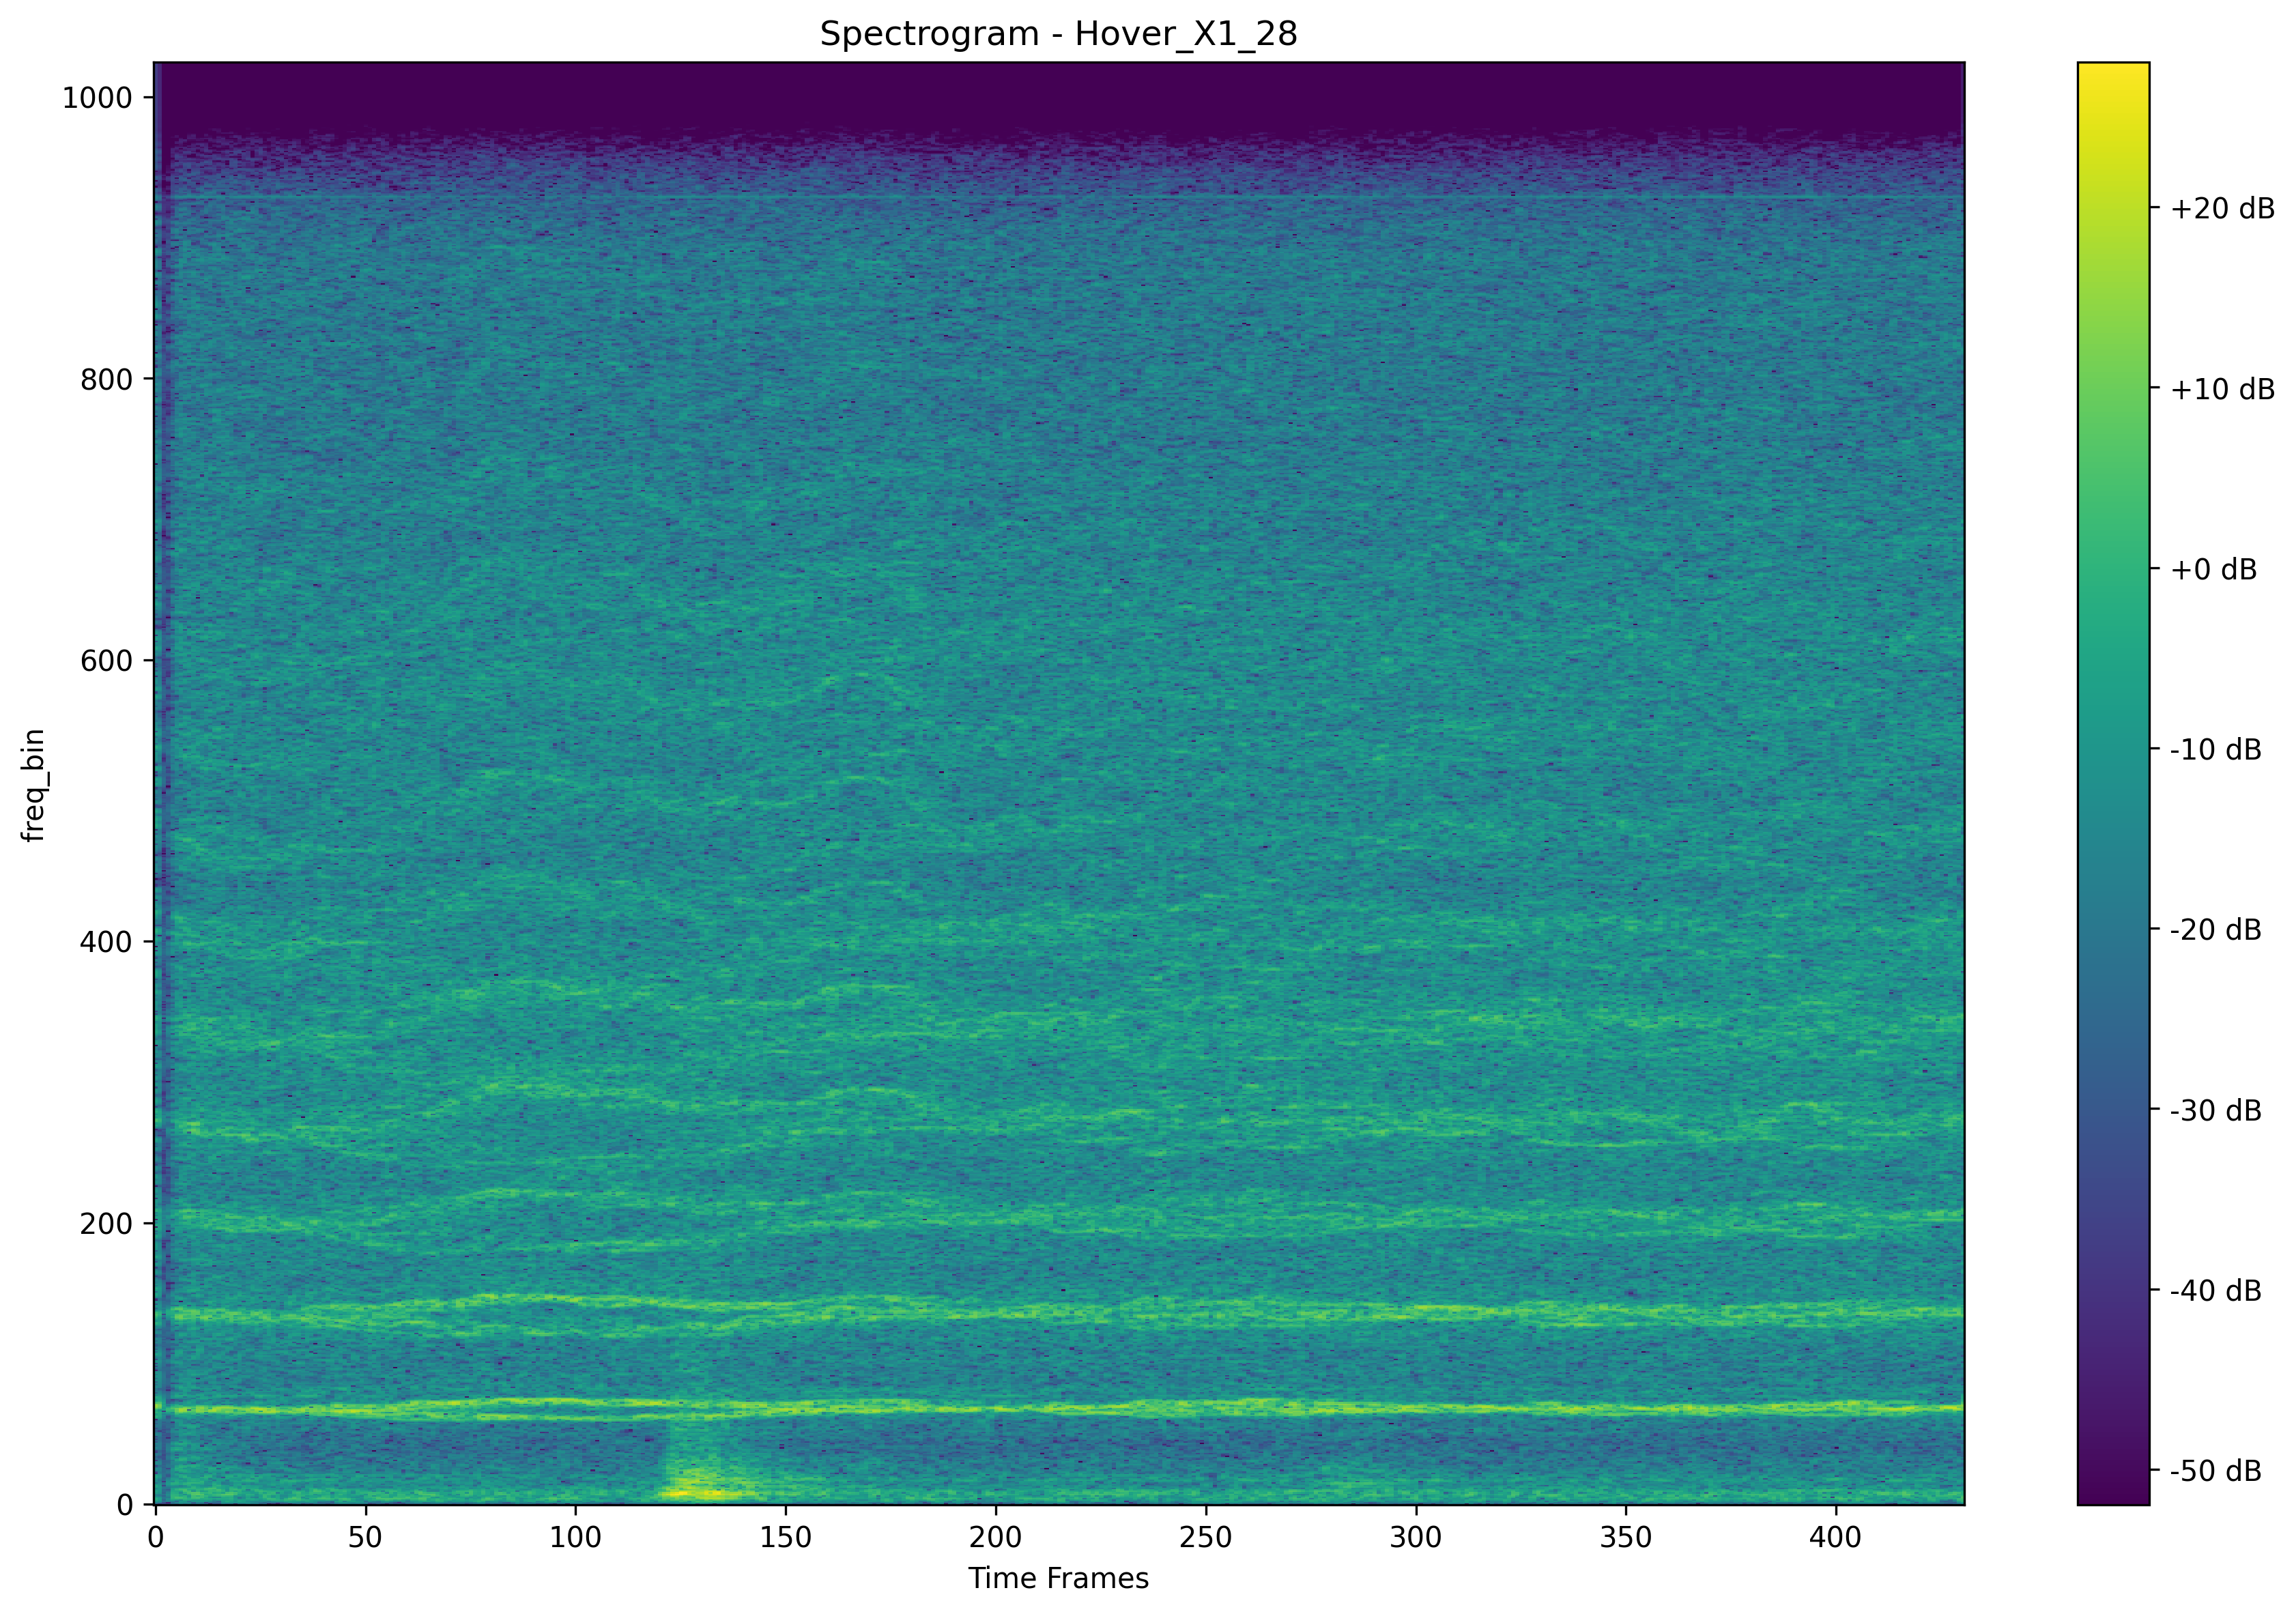 Spectrogram - Hover_X1_28
1000
800
600
400
200
0
freq_bin
0 50 100 150 200 250 300 350 400
Time Frames
+20 dB
+10 dB
+0 dB
-10 dB
-20 dB
-30 dB
-40 dB
-50 dB